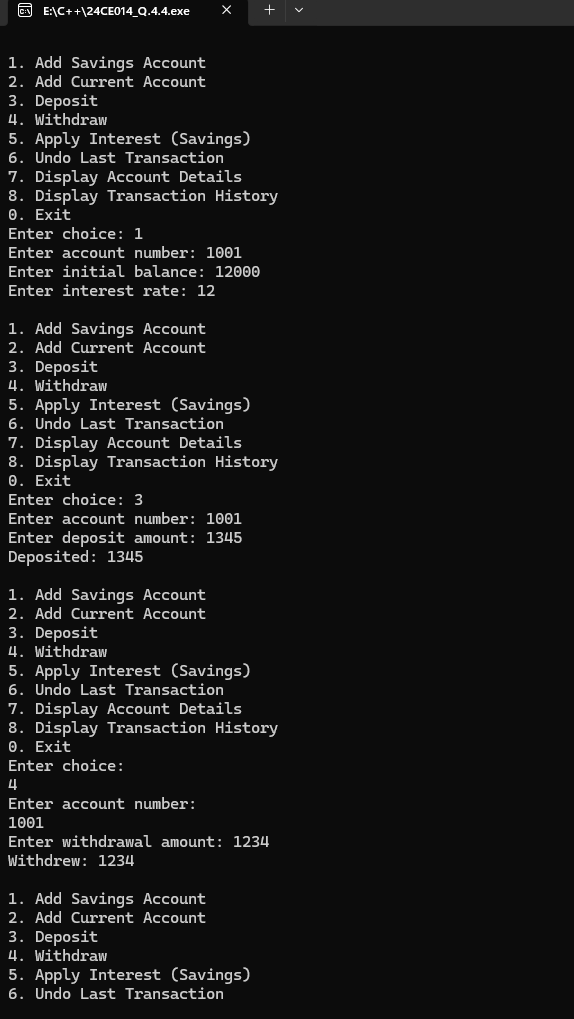 E:\C++\24CE014_Q.4.4.exe
1. Add Savings Account
2. Add Current Account
3. Deposit
4. Withdraw
5. Apply Interest (Savings)
6. Undo Last Transaction
7. Display Account Details
8. Display Transaction History
0. Exit
Enter choice: 1
Enter account number: 1001
Enter initial balance: 12000
Enter interest rate: 12
1. Add Savings Account
2. Add Current Account
3. Deposit
4. Withdraw
5. Apply Interest (Savings)
6. Undo Last Transaction
7. Display Account Details
8. Display Transaction History
0. Exit
Enter choice: 3
Enter account number: 1001
Enter deposit amount: 1345
Deposited: 1345
1. Add Savings Account
2. Add Current Account
3. Deposit
4. Withdraw
5. Apply Interest (Savings)
6. Undo Last Transaction
7. Display Account Details
8. Display Transaction History
0. Exit
Enter choice:
4
Enter account number:
1001
Enter withdrawal amount: 1234
Withdrew: 1234
1. Add Savings Account
2. Add Current Account
3. Deposit
4. Withdraw
5. Apply Interest (Savings)
6. Undo Last Transaction